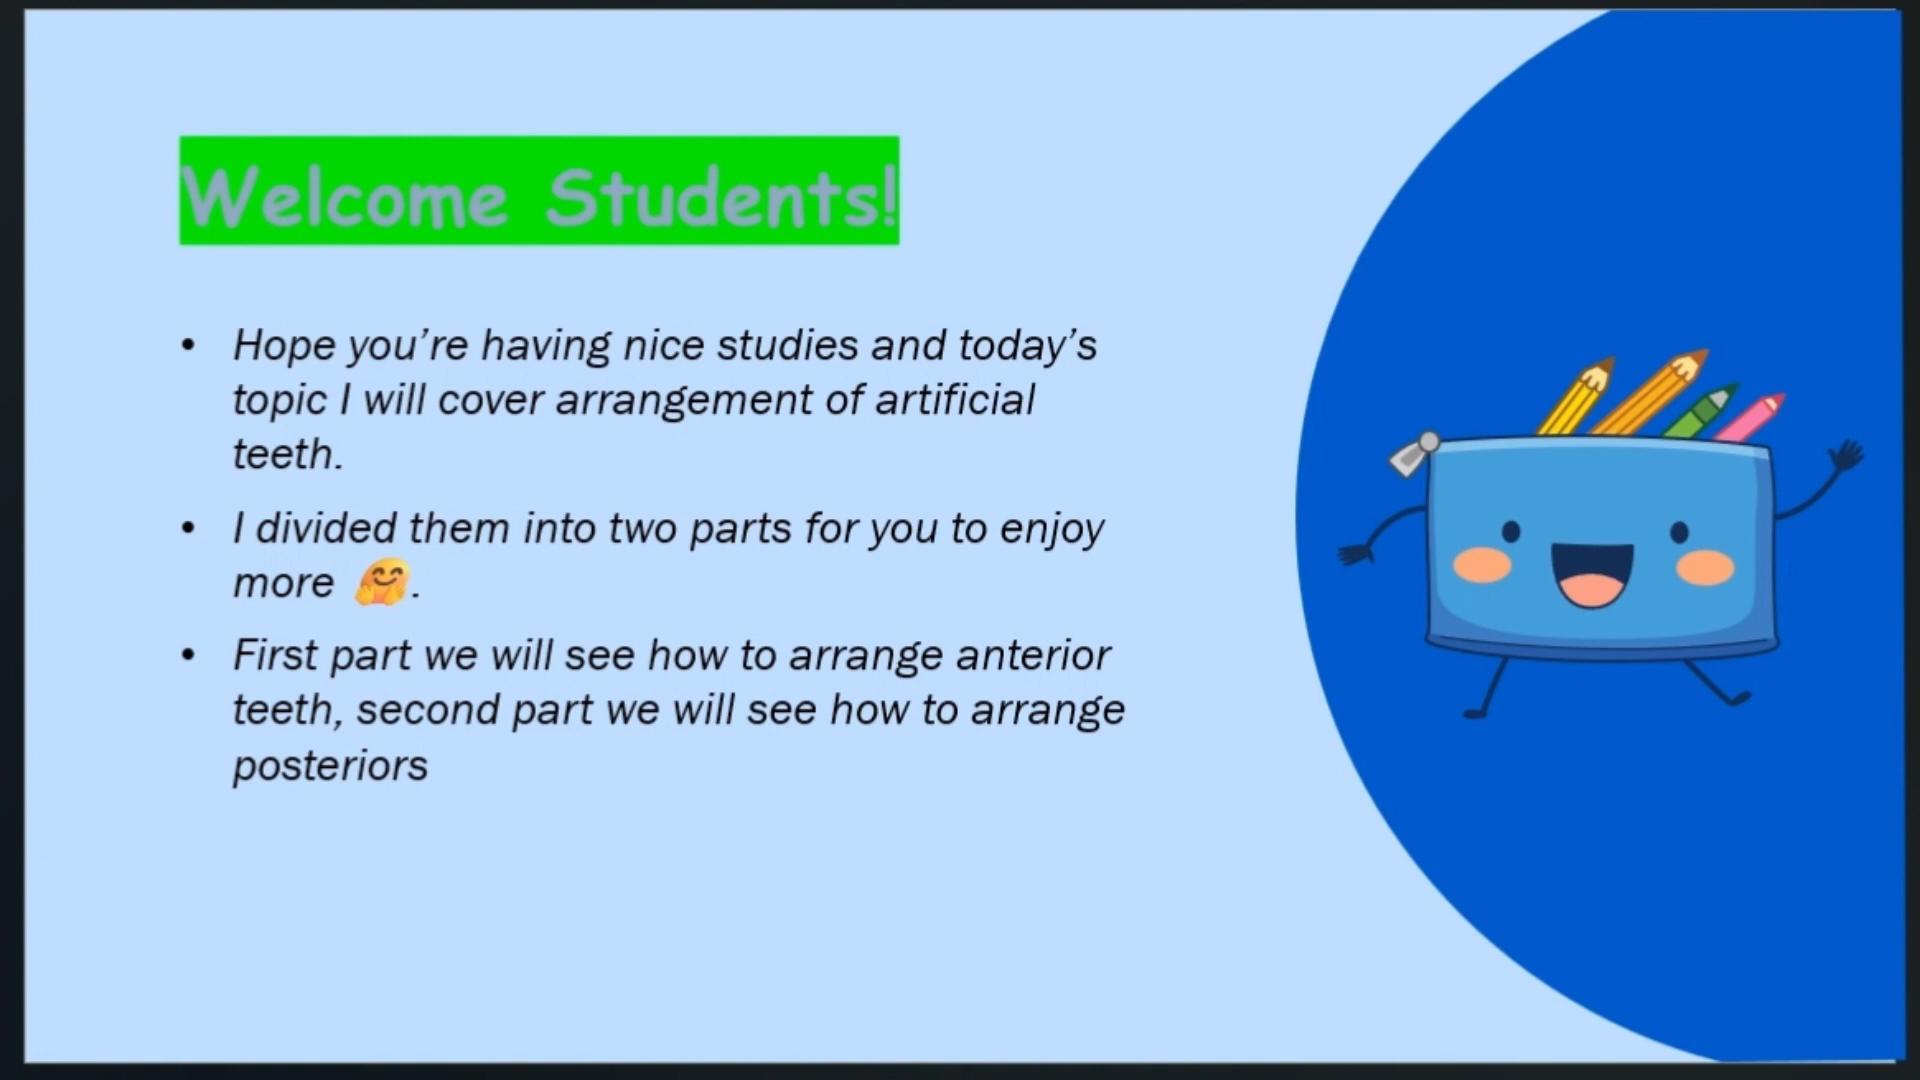 Welcome Students!
• Hope you’re having nice studies and today’s
topic I will cover arrangement of artificial
teeth.
• I divided them into two parts for you to enjoy
more 🤗.
• First part we will see how to arrange anterior
teeth, second part we will see how to arrange
posteriors